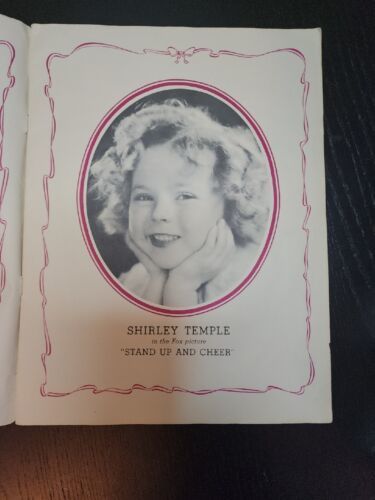 SHIRLEY TEMPLE
in the Fox picture
"STAND UP AND CHEER"